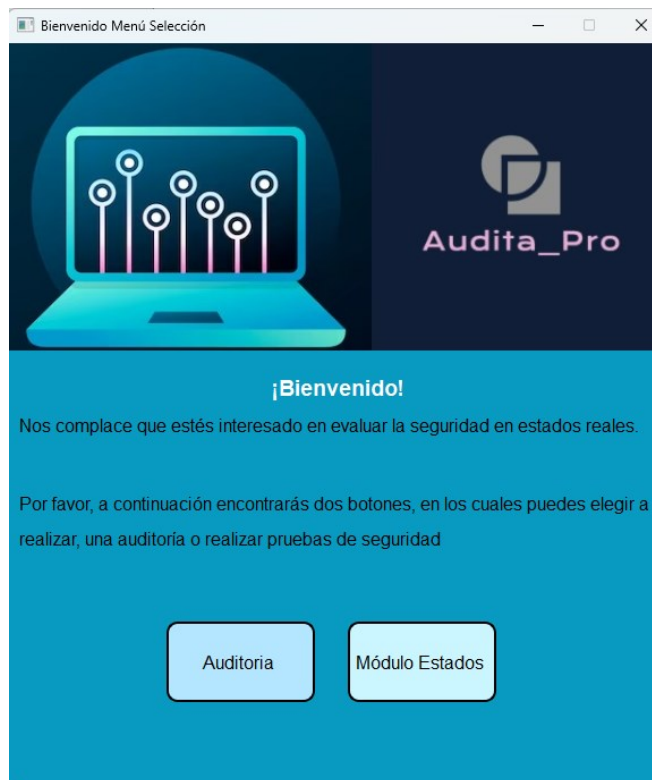 Bienvenido Menú Selección
Audita_Pro
¡Bienvenido!
Nos complace que estés interesado en evaluar la seguridad en estados reales.
Por favor, a continuación encontrarás dos botones, en los cuales puedes elegir a
realizar, una auditoría o realizar pruebas de seguridad
Auditoria
Módulo Estados